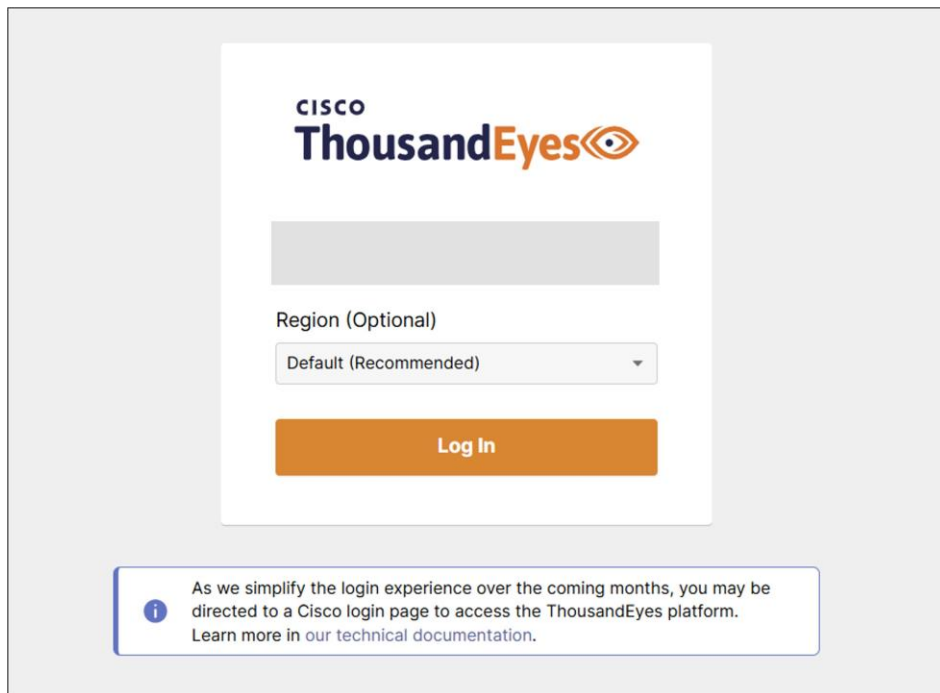 CISCO
ThousandEyes
Region (Optional)
Default (Recommended)
Log In
As we simplify the login experience over the coming months, you may be
directed to a Cisco login page to access the ThousandEyes platform.
Learn more in our technical documentation.